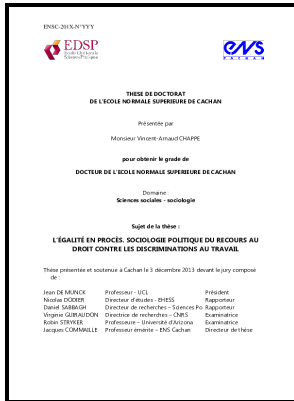 ENSC-201X-N°YYY
EDSP
ens
CACHAN
THESE DE DOCTORAT
DE L'ECOLE NORMALE SUPERIEURE DE CACHAN
Présentée par
Monsieur Vincent-Arnaud CHAPPE
pour obtenir le grade de
DOCTEUR DE L'ECOLE NORMALE SUPERIEURE DE CACHAN
Domaine :
Sciences sociales - sociologie
Sujet de la thèse :
L'ÉGALITÉ EN PROCÈS. SOCIOLOGIE POLITIQUE DU RECOURS AU
DROIT CONTRE LES DISCRIMINATIONS AU TRAVAIL
Thèse présentée et soutenue à Cachan le 3 décembre 2013 devant le jury composé
de :
Jean DE MUNCK Professeur - UCL Président
Nicolas DODIER Directeur d'études - EHESS Rapporteur
Daniel SABBAGH Directeur de recherches – Sciences Po Rapporteur
Virginie GUIRAUDON Directrice de recherches – CNRS Examinatrice
Robin STRYKER Professeure – Université d'Arizona Examinatrice
Jacques COMMAILLE Professeur émérite – ENS Cachan Directeur de thèse